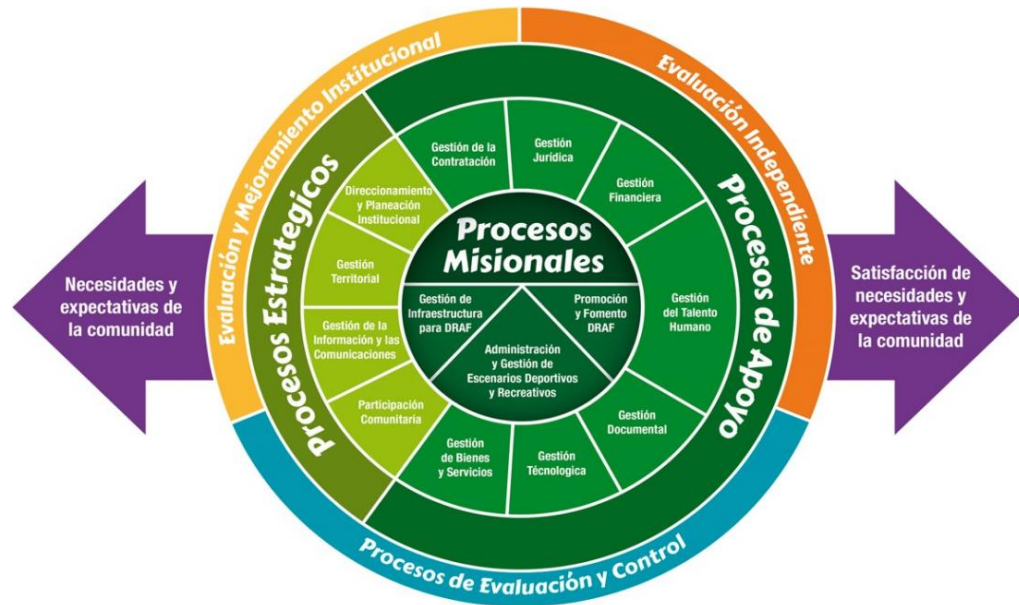 Evaluación y Mejoramiento Institucional
Evaluación Independiente
Procesos de Evaluación y Control
Necesidades y
expectativas de
la comunidad
Procesos Estrategicos
Direccionamiento
y Planeación
Institucional
Gestión
Territorial
Gestión de la
Información y las
Comunicaciones
Participación
Comunitaria
Procesos
Misionales
Gestión de
Infraestructura
para DRAF
Promoción
y Fomento
DRAF
Administración
y Gestión de
Escenarios Deportivos
y Recreativos
Procesos de Apoyo
Gestión de la
Contratación
Gestión
Jurídica
Gestión
Financiera
Gestión
del Talento
Humano
Gestión
Documental
Gestión
Técnologica
Gestión
de Bienes
y Servicios
Satisfacción de
necesidades y
expectativas de
la comunidad